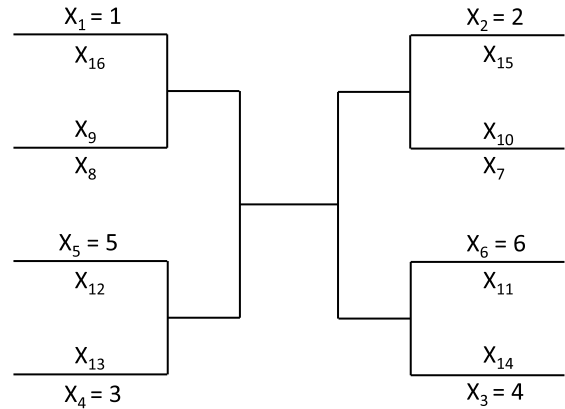 X₁ = 1
X₁₆
X₉
X₈
X₅ = 5
X₁₂
X₁₃
X₄ = 3
X₂ = 2
X₁₅
X₁₀
X₇
X₆ = 6
X₁₁
X₁₄
X₃ = 4